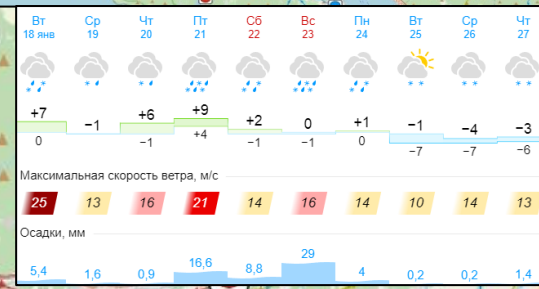 Вт Ср Чт Пт Сб Вс Пн Вт Ср Чт
18 янв 19 20 21 22 23 24 25 26 27
+7 −1 +6 +9 +2 0 +1 −1 −4 −3
0 −1 +4 −1 −1 0 −7 −7 −6
Максимальная скорость ветра, м/с
25 13 16 21 14 16 14 10 14 13
Осадки, мм
5,4 1,6 0,9 16,6 8,8 29 4 0,2 0,2 1,4